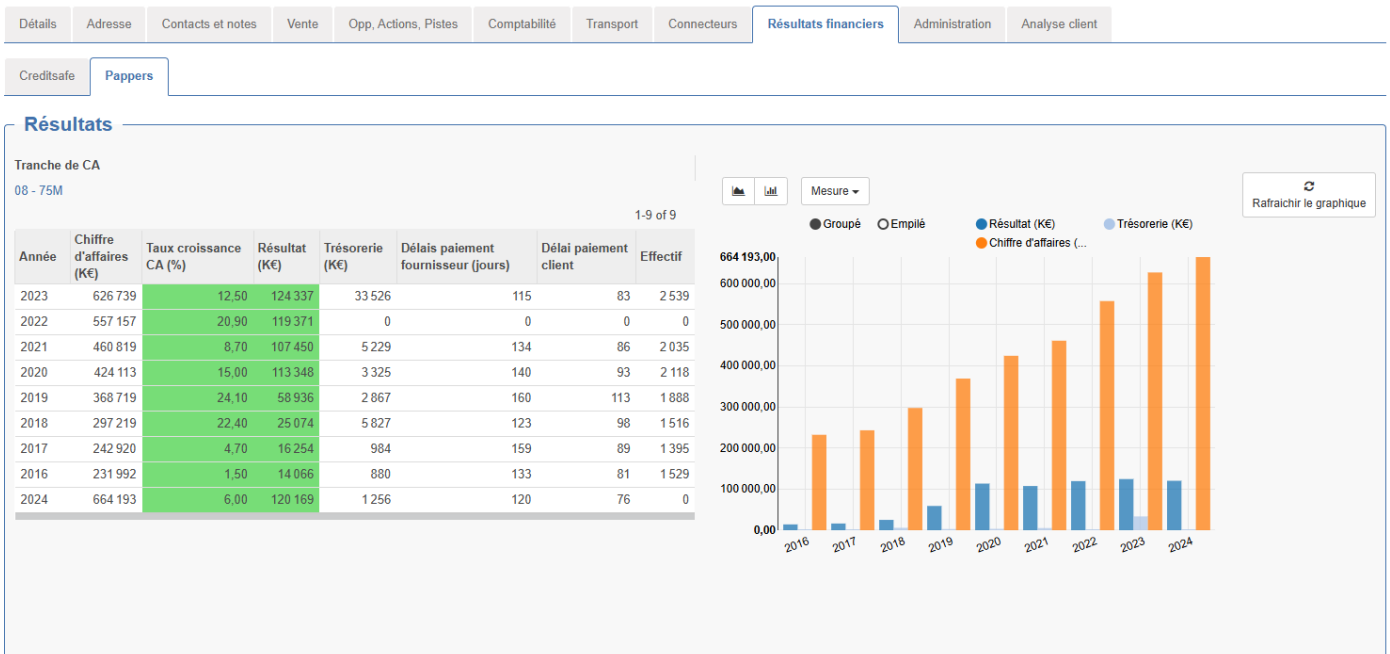 Détails Adresse Contacts et notes Vente Opp, Actions, Pistes Comptabilité Transport Connecteurs Résultats financiers Administration Analyse client
Creditsafe Pappers
Résultats
Tranche de CA
08 - 75M
1-9 of 9
Année Chiffre d'affaires (K€) Taux croissance CA (%) Résultat (K€) Trésorerie (K€) Délais paiement fournisseur (jours) Délai paiement client Effectif
2023 626 739 12,50 124 337 33 526 115 83 2 539
2022 557 157 20,90 119 371 0 0 0 0
2021 460 819 8,70 107 450 5 229 134 86 2 035
2020 424 113 15,00 113 348 3 325 140 93 2 118
2019 368 719 24,10 58 936 2 867 160 113 1 888
2018 297 219 22,40 25 074 5 827 123 98 1 516
2017 242 920 4,70 16 254 984 159 89 1 395
2016 231 992 1,50 14 066 880 133 81 1 529
2024 664 193 6,00 120 169 1 256 120 76 0
Mesure
Rafraichir le graphique
Groupé Empilé Résultat (K€) Trésorerie (K€)
Chiffre d'affaires (...
664 193,00
600 000,00
500 000,00
400 000,00
300 000,00
200 000,00
100 000,00
0,00
2016 2017 2018 2019 2020 2021 2022 2023 2024